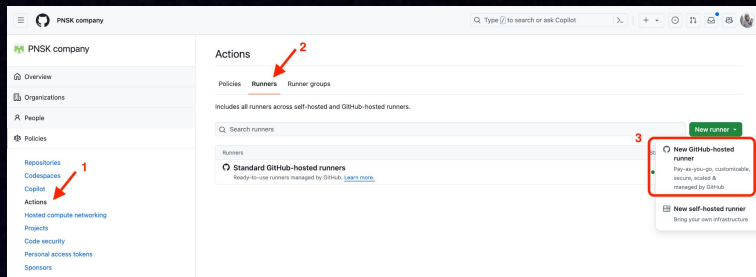 PNSK company
Type / to search or ask Copilot
PNSK company
Overview
Organizations
People
Policies
Repositories
Codespaces
Copilot
1
Actions
Hosted compute networking
Projects
Code security
Personal access tokens
Sponsors
Actions
2
Policies
Runners
Runner groups
Includes all runners across self-hosted and GitHub-hosted runners.
Search runners
New runner
3
Runners
Standard GitHub-hosted runners
Ready-to-use runners managed by GitHub. Learn more.
New GitHub-hosted
runner
Pay-as-you-go, customizable,
secure, scaled &
managed by GitHub
New self-hosted runner
Bring your own infrastructure